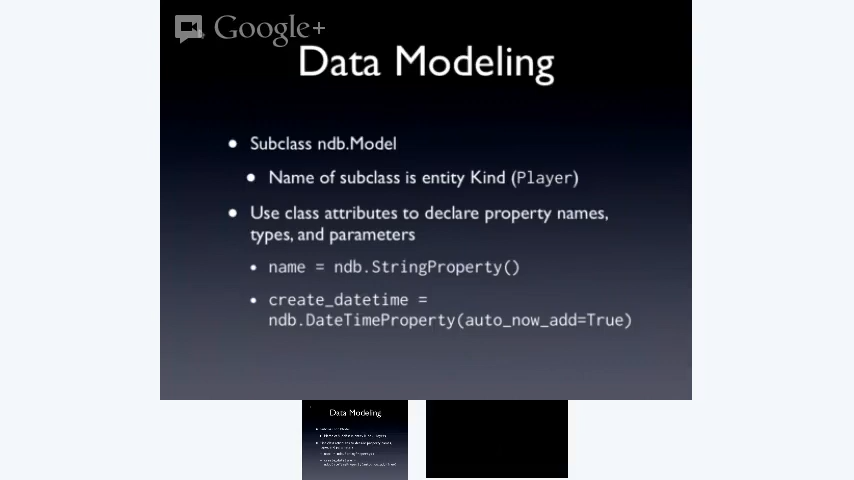 Google+
Data Modeling
Subclass ndb.Model
Name of subclass is entity Kind (Player)
Use class attributes to declare property names,
types, and parameters
name = ndb.StringProperty()
create_datetime =
ndb.DateTimeProperty(auto_now_add=True)
Data Modeling